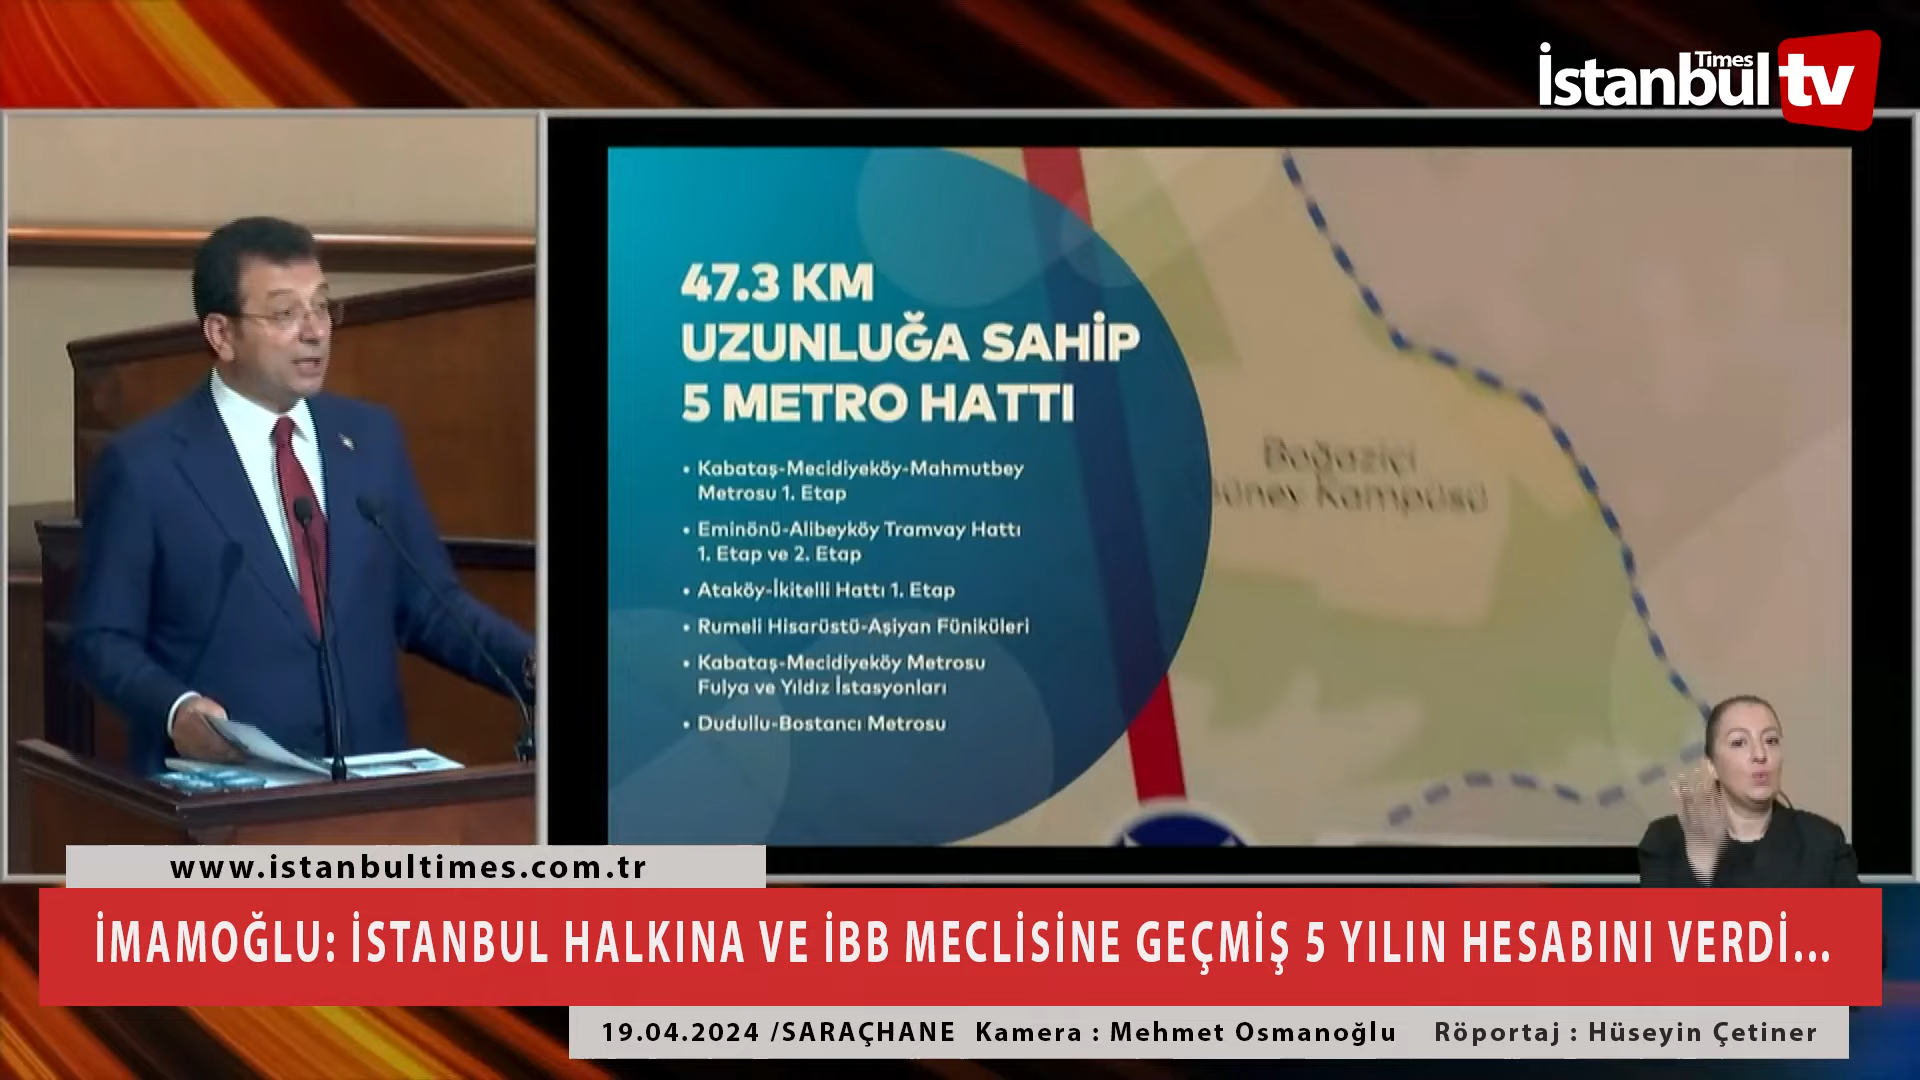 İstanbul Times tv
47.3 KM
UZUNLUĞA SAHİP
5 METRO HATTI
• Kabataş-Mecidiyeköy-Mahmutbey
Metrosu 1. Etap
• Eminönü-Alibeyköy Tramvay Hattı
1. Etap ve 2. Etap
• Ataköy-İkitelli Hattı 1. Etap
• Rumeli Hisarüstü-Aşiyan Füniküleri
• Kabataş-Mecidiyeköy Metrosu
Fulya ve Yıldız İstasyonları
• Dudullu-Bostancı Metrosu
Boğaziçi
Kampüsü
www.istanbultimes.com.tr
İMAMOĞLU: İSTANBUL HALKINA VE İBB MECLİSİNE GEÇMİŞ 5 YILIN HESABINI VERDİ...
19.04.2024 /SARAÇHANE Kamera : Mehmet Osmanoğlu Röportaj : Hüseyin Çetiner